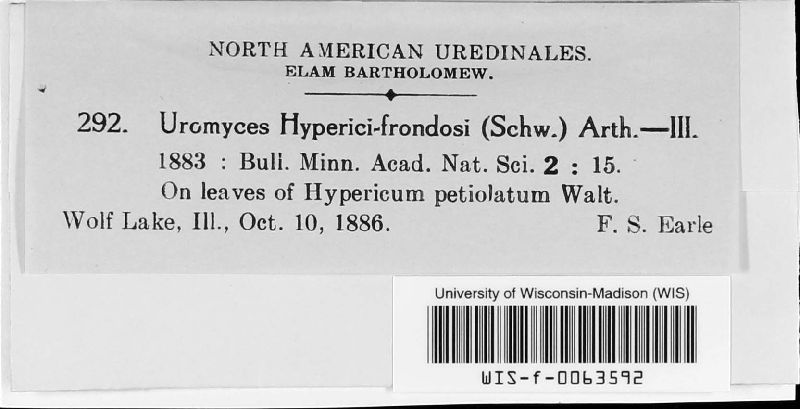 NORTH AMERICAN UREDINALES.
ELAM BARTHOLOMEW.
292. Uromyces Hyperici-frondosi (Schw.) Arth.—III.
1883 : Bull. Minn. Acad. Nat. Sci. 2 : 15.
On leaves of Hypericum petiolatum Walt.
Wolf Lake, Ill., Oct. 10, 1886. F. S. Earle
University of Wisconsin-Madison (WIS)
WIS-f-0063592